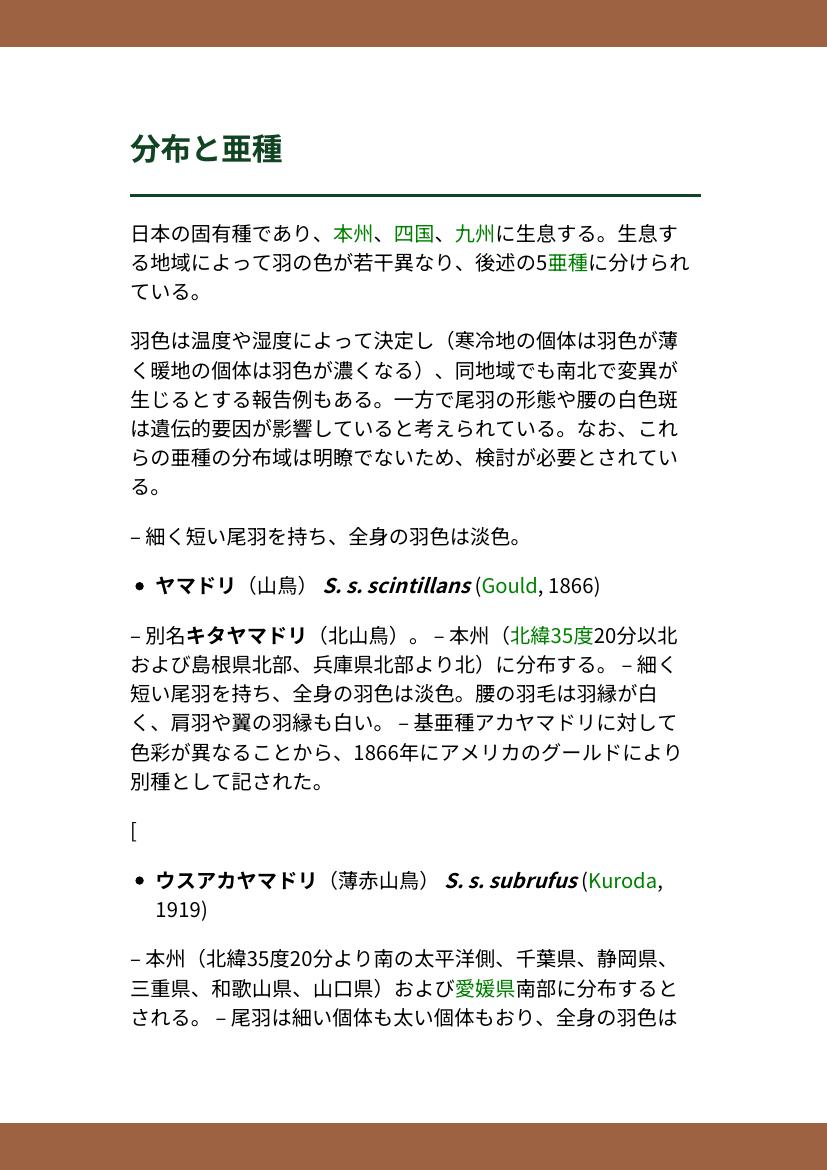 分布と亜種
日本の固有種であり、本州、四国、九州に生息する。生息す
る地域によって羽の色が若干異なり、後述の5亜種に分けられ
ている。
羽色は温度や湿度によって決定し（寒冷地の個体は羽色が薄
く暖地の個体は羽色が濃くなる）、同地域でも南北で変異が
生じるとする報告例もある。一方で尾羽の形態や腰の白色斑
は遺伝的要因が影響していると考えられている。なお、これ
らの亜種の分布域は明瞭でないため、検討が必要とされてい
る。
– 細く短い尾羽を持ち、全身の羽色は淡色。
• ヤマドリ（山鳥） S. s. scintillans (Gould, 1866)
– 別名キタヤマドリ（北山鳥）。 – 本州（北緯35度20分以北
および島根県北部、兵庫県北部より北）に分布する。 – 細く
短い尾羽を持ち、全身の羽色は淡色。腰の羽毛は羽縁が白
く、肩羽や翼の羽縁も白い。 – 基亜種アカヤマドリに対して
色彩が異なることから、1866年にアメリカのグールドにより
別種として記された。
[
• ウスアカヤマドリ（薄赤山鳥） S. s. subrufus (Kuroda,
1919)
– 本州（北緯35度20分より南の太平洋側、千葉県、静岡県、
三重県、和歌山県、山口県）および愛媛県南部に分布すると
される。 – 尾羽は細い個体も太い個体もおり、全身の羽色は